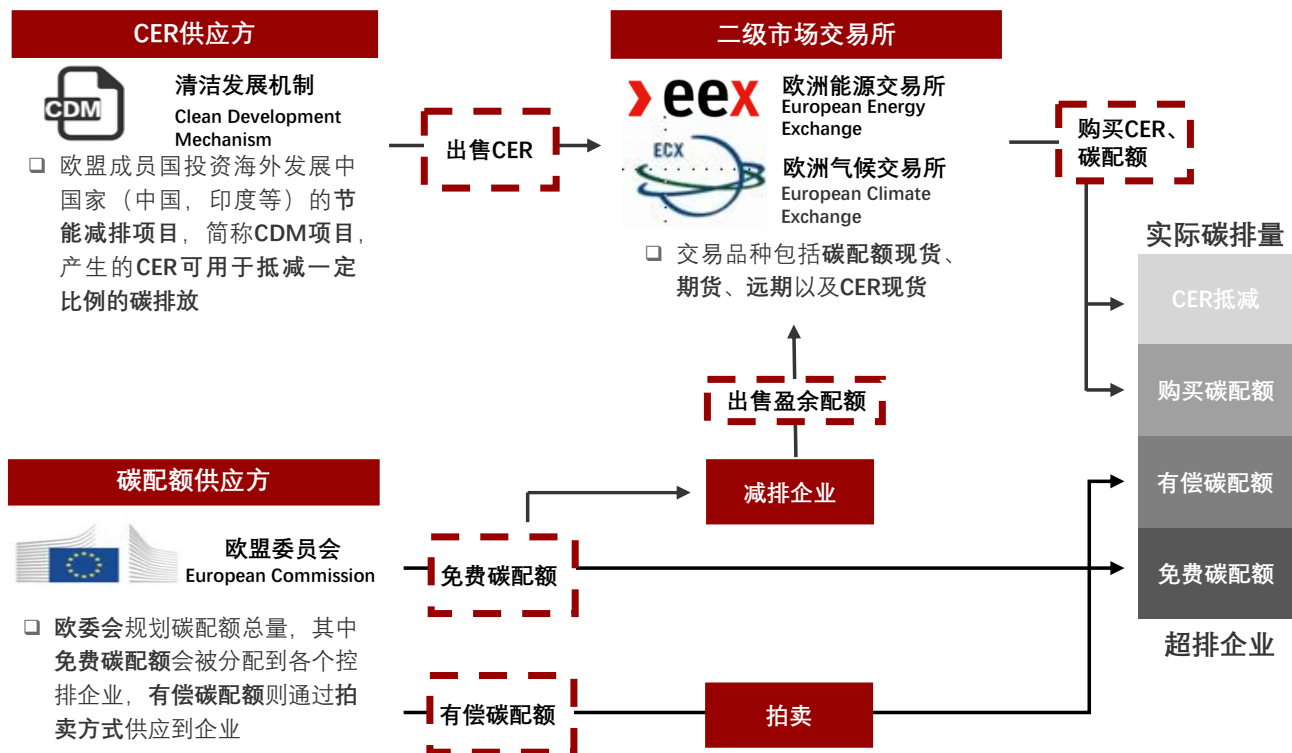 CER供应方
CDM
清洁发展机制
Clean Development
Mechanism
❑ 欧盟成员国投资海外发展中
国家（中国，印度等）的节
能减排项目，简称CDM项目，
产生的CER可用于抵减一定
比例的碳排放
出售CER
二级市场交易所
eex
欧洲能源交易所
European Energy
Exchange
ECX
欧洲气候交易所
European Climate
Exchange
❑ 交易品种包括碳配额现货、
期货、远期以及CER现货
购买CER、
碳配额
实际碳排量
CER抵减
购买碳配额
有偿碳配额
免费碳配额
超排企业
出售盈余配额
减排企业
碳配额供应方
欧盟委员会
European Commission
❑ 欧委会规划碳配额总量，其中
免费碳配额会被分配到各个控
排企业，有偿碳配额则通过拍
卖方式供应到企业
免费碳配额
有偿碳配额
拍卖